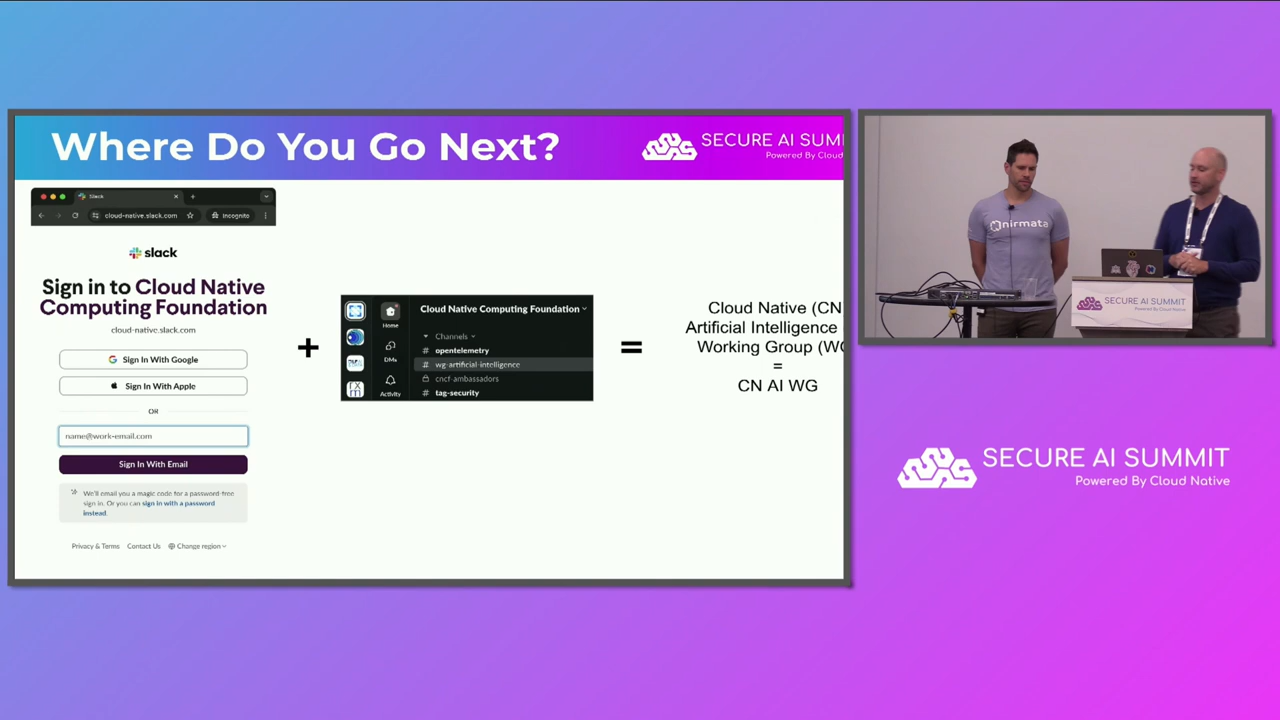 Where Do You Go Next?
SECURE AI SUMM
Powered By Cloud
Slack
cloud-native.slack.com
Incognito
slack
Sign in to Cloud Native
Computing Foundation
cloud-native.slack.com
Sign In With Google
Sign In With Apple
OR
name@work-email.com
Sign In With Email
We'll email you a magic code for a password-free
sign in. Or you can sign in with a password
instead.
Privacy & Terms
Contact Us
Change region
+
Cloud Native Computing Foundation
Home
Channels
# opentelemetry
DMs
# wg-artificial-intelligence
cncf-ambassadors
Activity
# tag-security
=
Cloud Native (CN
Artificial Intelligence
Working Group (WG
=
CN AI WG
nirmata
SECURE AI SUMMIT
SECURE AI SUMMIT
Powered By Cloud Native